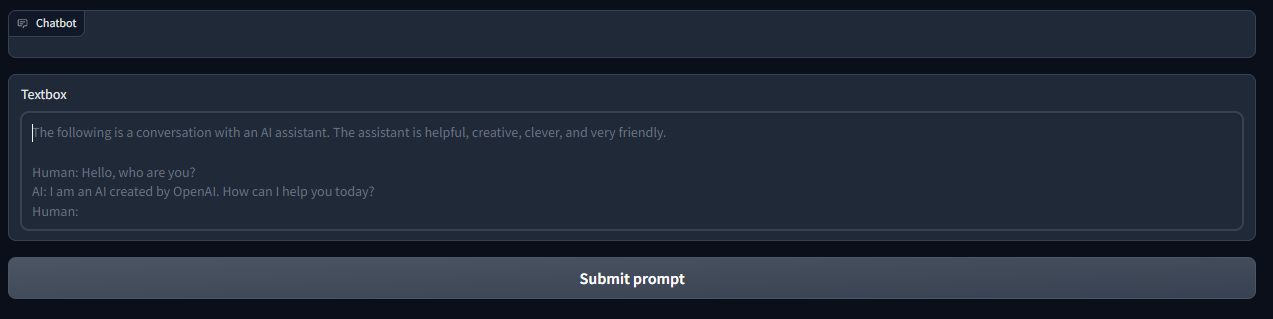 Chatbot
Textbox
The following is a conversation with an AI assistant. The assistant is helpful, creative, clever, and very friendly.
Human: Hello, who are you?
AI: I am an AI created by OpenAI. How can I help you today?
Human:
Submit prompt